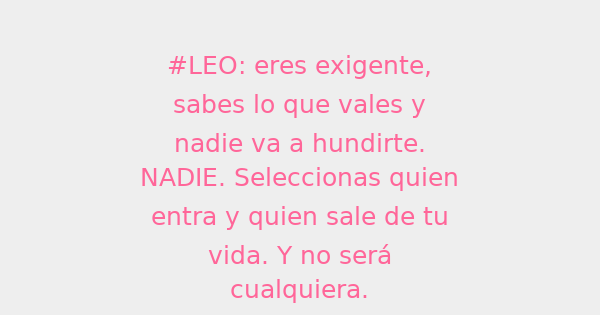 #LEO: eres exigente,
sabes lo que vales y
nadie va a hundirte.
NADIE. Seleccionas quien
entra y quien sale de tu
vida. Y no será
cualquiera.